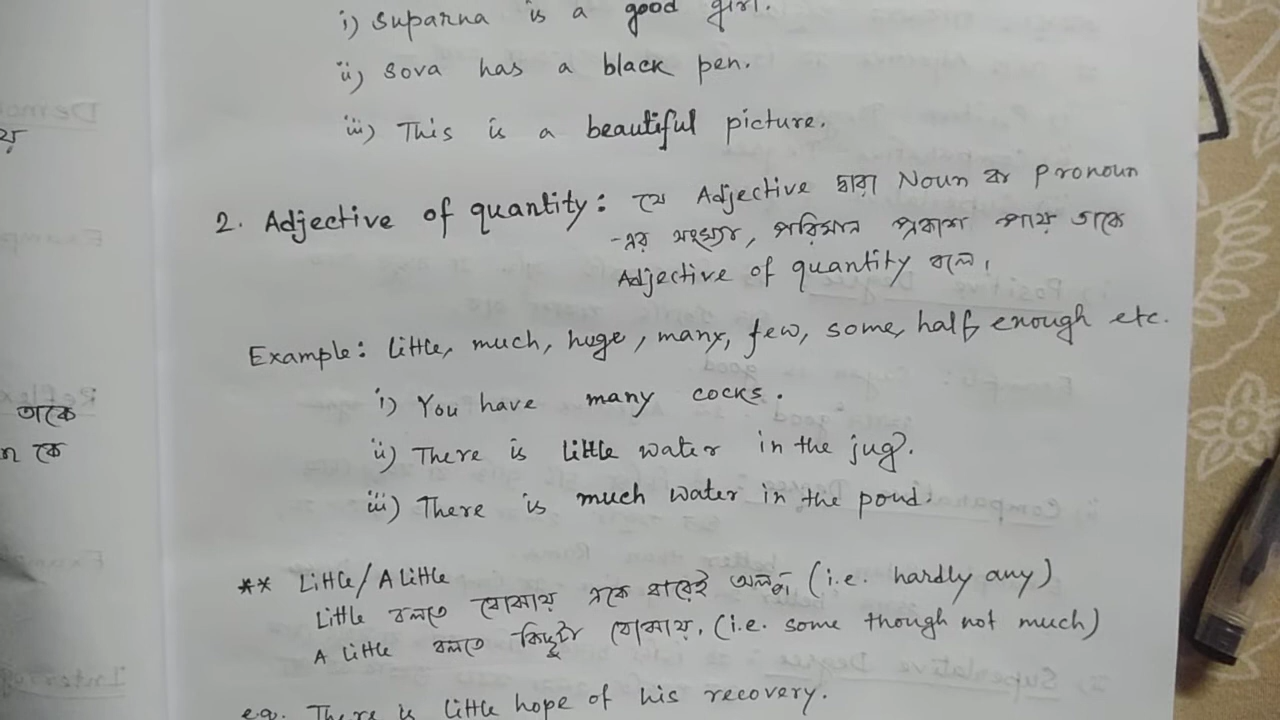 i) Suparna is a good girl.
ii) Sova has a black pen.
iii) This is a beautiful picture.
2. Adjective of quantity: যে Adjective দ্বারা Noun বা Pronoun
-এর সংখ্যা, পরিমান প্রকাশ পায় তাকে
Adjective of quantity বলে।
Example: Little, much, huge, many, few, some, half, enough etc.
i) You have many cocks.
ii) There is little water in the jug.
iii) There is much water in the pond.
** Little/A Little
Little বলতে বোঝায় একে বারেই অল্প (i.e. hardly any)
A little বলতে কিছুটা বোঝায়. (i.e. some though not much)
e.g. There is little hope of his recovery.
তাকে
কে